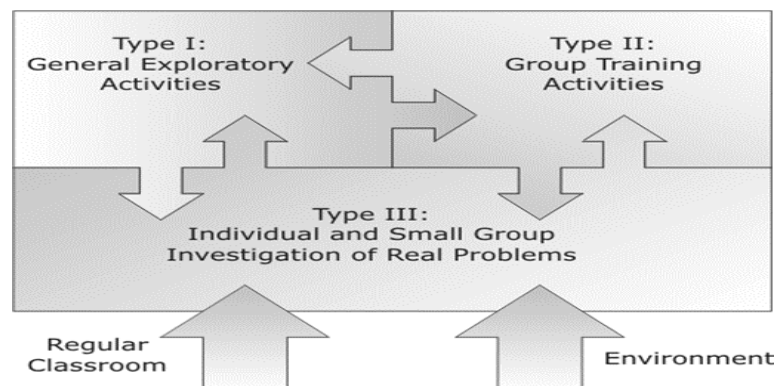 Type I:
General Exploratory
Activities
Type II:
Group Training
Activities
Type III:
Individual and Small Group
Investigation of Real Problems
Regular
Classroom
Environment